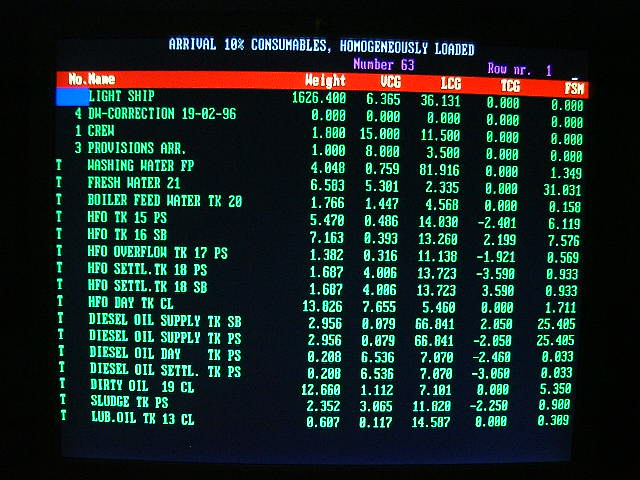 ARRIVAL 10% CONSUMABLES, HOMOGENEOUSLY LOADED
Number 63 Row nr. 1
No.Name Weight VCG LCG TCG FSM
LIGHT SHIP 1626.400 6.365 36.131 0.000 0.000
4 DW-CORRECTION 19-02-96 0.000 0.000 0.000 0.000 0.000
1 CREW 1.800 15.000 11.500 0.000 0.000
3 PROVISIONS ARR. 1.000 8.000 3.500 0.000 0.000
T WASHING WATER FP 4.048 0.759 81.916 0.000 1.349
T FRESH WATER 21 6.503 5.301 2.335 0.000 31.031
T BOILER FEED WATER TK 20 1.766 1.447 4.568 0.000 0.158
T HFO TK 15 PS 5.470 0.486 14.030 -2.401 6.119
T HFO TK 16 SB 7.163 0.393 13.260 2.199 7.576
T HFO OVERFLOW TK 17 PS 1.382 0.316 11.138 -1.921 0.569
T HFO SETTL.TK 18 PS 1.687 4.006 13.723 -3.590 0.933
T HFO SETTL.TK 18 SB 1.687 4.006 13.723 3.590 0.933
T HFO DAY TK CL 13.826 7.655 5.460 0.000 1.711
T DIESEL OIL SUPPLY TK SB 2.956 0.079 66.841 2.050 25.405
T DIESEL OIL SUPPLY TK PS 2.956 0.079 66.841 -2.050 25.405
T DIESEL OIL DAY TK PS 0.208 6.536 7.070 -2.460 0.033
T DIESEL OIL SETTL. TK PS 0.208 6.536 7.070 -3.060 0.033
T DIRTY OIL 19 CL 12.660 1.112 7.101 0.000 5.350
T SLUDGE TK PS 2.352 3.065 11.020 -2.250 0.900
T LUB.OIL TK 13 CL 0.607 0.117 14.587 0.000 0.309